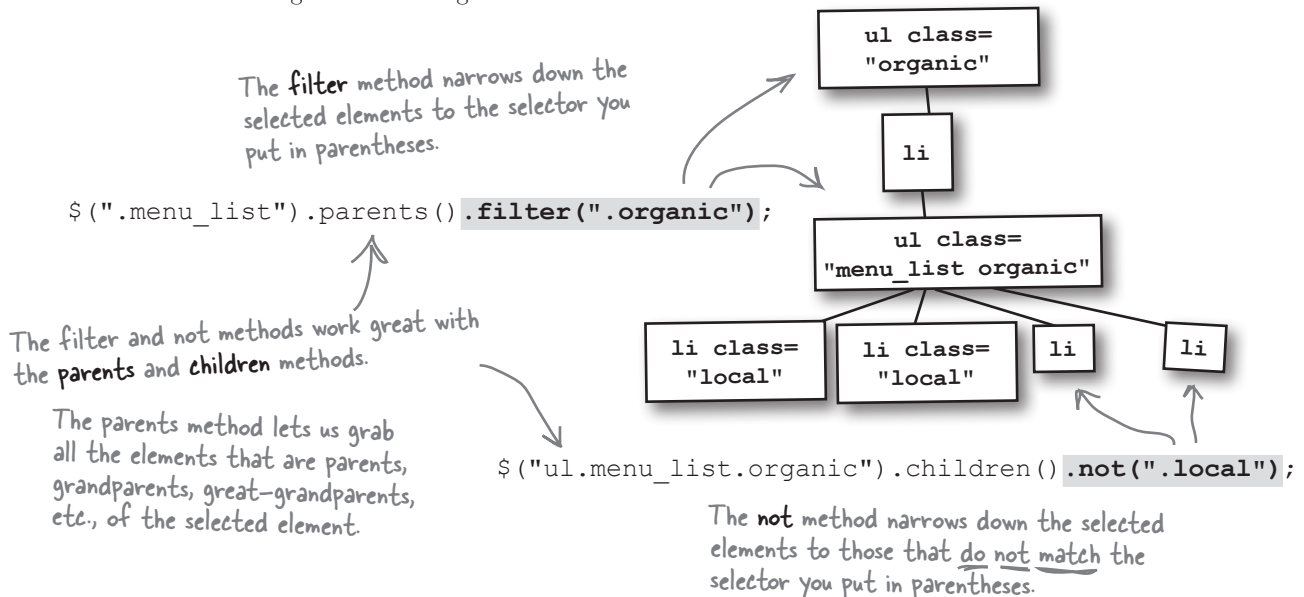 The filter method narrows down the
selected elements to the selector you
put in parentheses.
$(".menu_list").parents().filter(".organic");
ul class=
"organic"
li
ul class=
"menu_list organic"
li class=
"local"
li class=
"local"
li
li
The filter and not methods work great with
the parents and children methods.
The parents method lets us grab
all the elements that are parents,
grandparents, great-grandparents,
etc., of the selected element.
$("ul.menu_list.organic").children().not(".local");
The not method narrows down the selected
elements to those that do not match the
selector you put in parentheses.